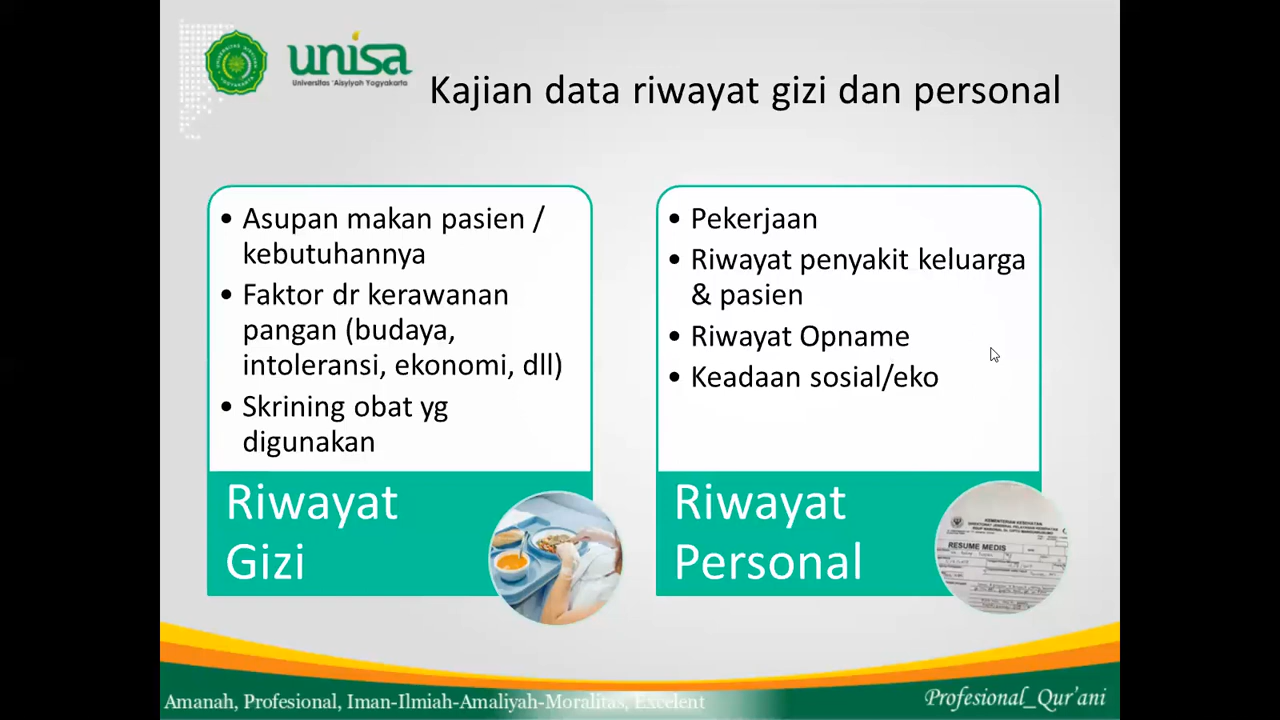 unisa
Universitas 'Aisyiyah Yogyakarta
Kajian data riwayat gizi dan personal
• Asupan makan pasien /
kebutuhannya
• Faktor dr kerawanan
pangan (budaya,
intoleransi, ekonomi, dll)
• Skrining obat yg
digunakan
Riwayat
Gizi
• Pekerjaan
• Riwayat penyakit keluarga
& pasien
• Riwayat Opname
• Keadaan sosial/eko
Riwayat
Personal
KEMENTERIAN KESEHATAN
RESUME MEDIS
Amanah, Profesional, Iman-Ilmiah-Amaliyah-Moralitas, Excelent
Profesional_Qur'ani